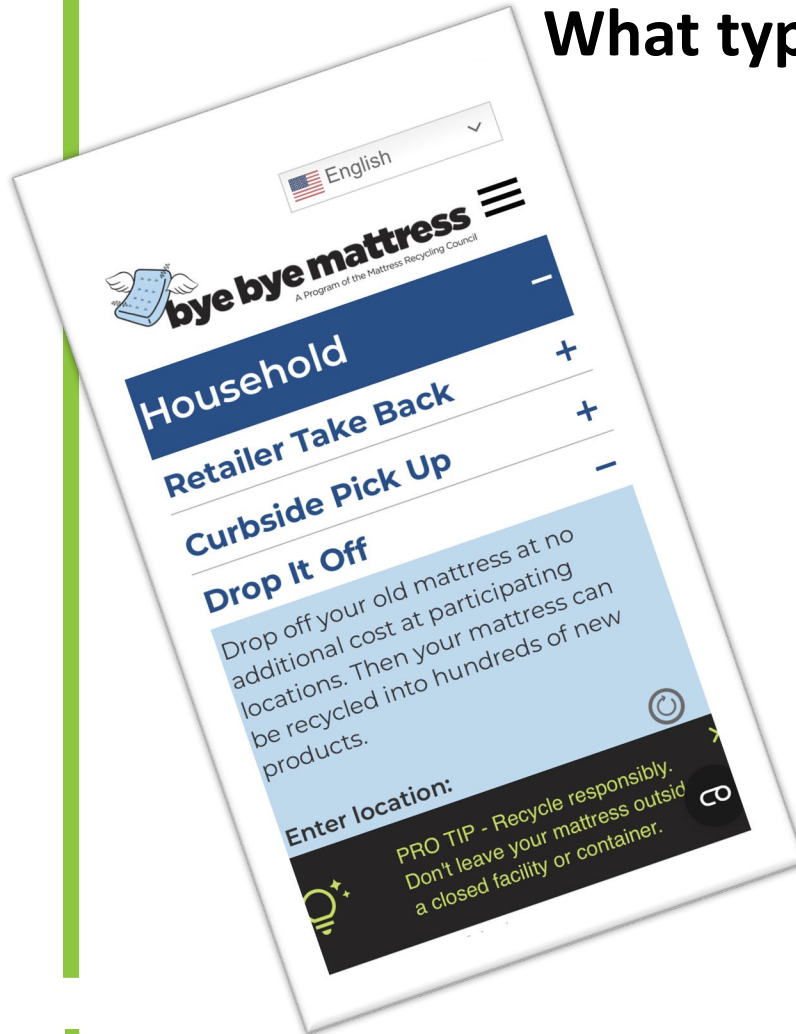 What typ
English
bye bye mattress
A Program of the Mattress Recycling Council
Household
Retailer Take Back
Curbside Pick Up
Drop It Off
Drop off your old mattress at no
additional cost at participating
locations. Then your mattress can
be recycled into hundreds of new
products.
Enter location:
PRO TIP - Recycle responsibly.
Don't leave your mattress outsid
a closed facility or container.